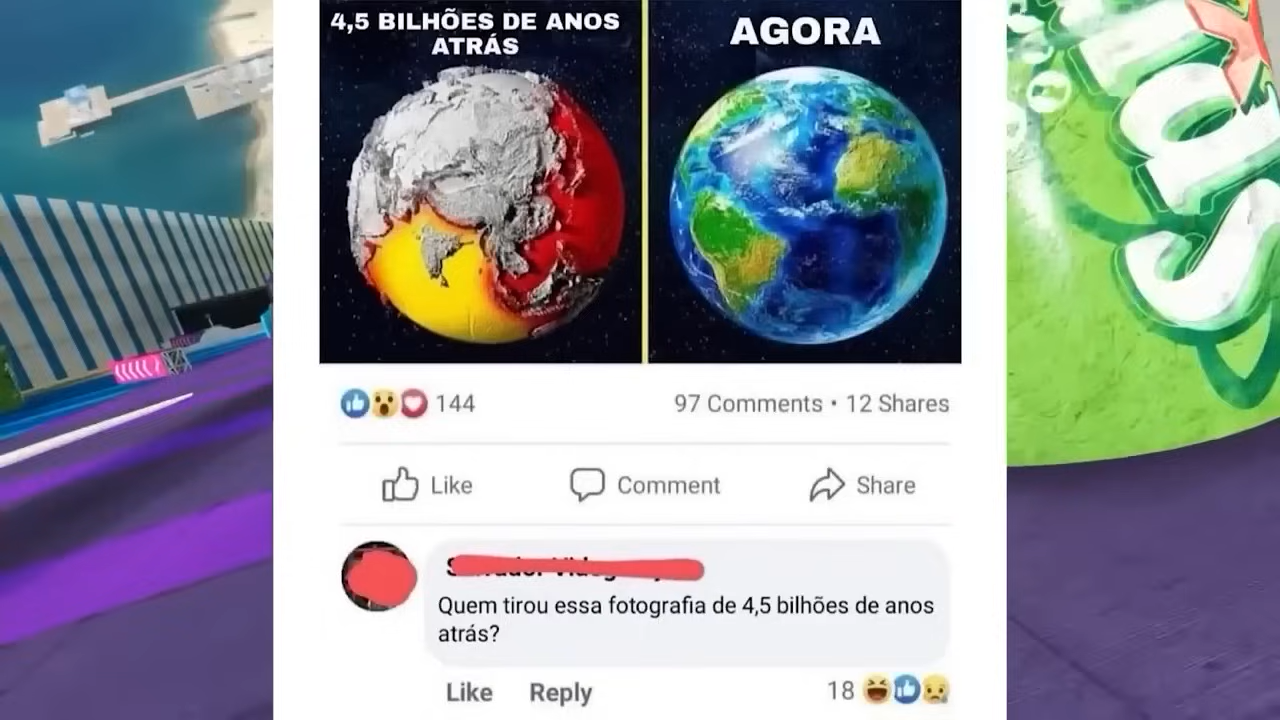 4,5 BILHÕES DE ANOS
ATRÁS
AGORA
144
97 Comments • 12 Shares
Like
Comment
Share
Quem tirou essa fotografia de 4,5 bilhões de anos
atrás?
Like
Reply
18